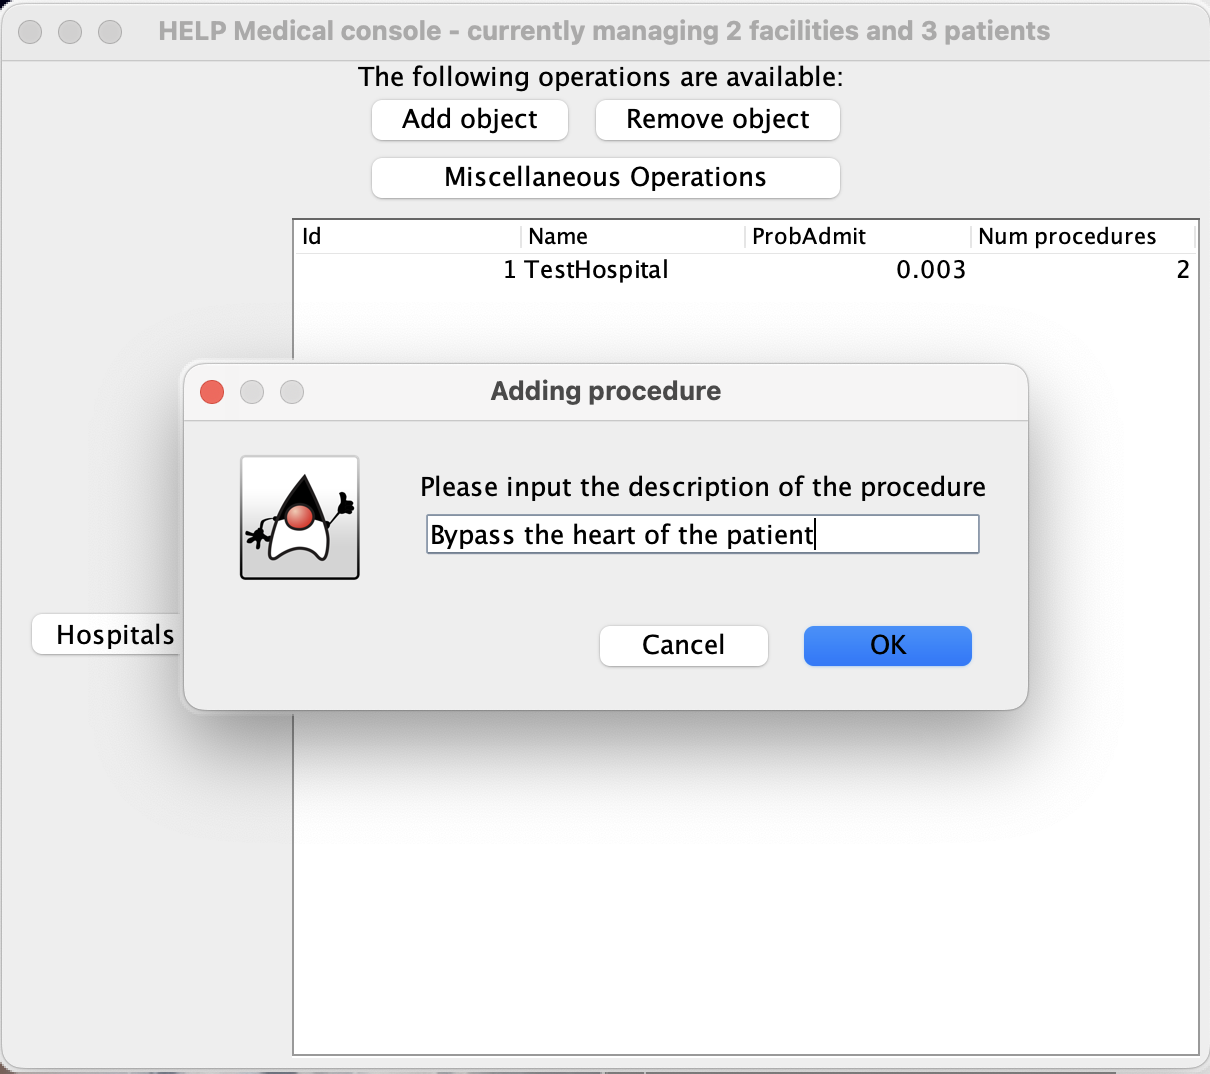 HELP Medical console - currently managing 2 facilities and 3 patients
The following operations are available:
Add object Remove object
Miscellaneous Operations
Id Name ProbAdmit Num procedures
1 TestHospital 0.003 2
Adding procedure
Please input the description of the procedure
Bypass the heart of the patient
Hospitals
Cancel OK